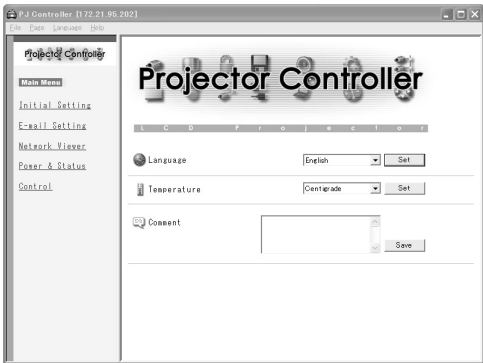 PJ Controller [172.21.95.202]
File Page Language Help
Projector Controller
Main Menu
Initial Setting
E-mail Setting
Network Viewer
Power & Status
Control
Projector Controller
L C D P r o j e c t o r
Language English Set
Temperature Centigrade Set
Comment
Save